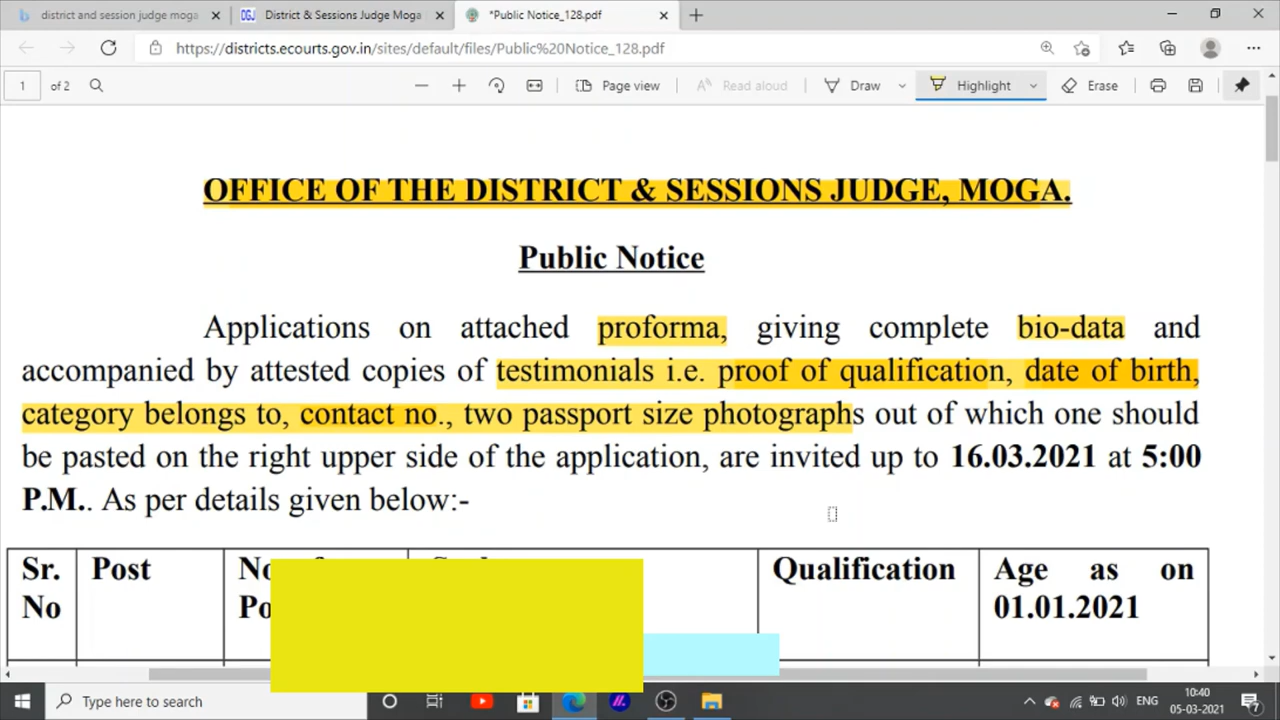 district and session judge moga
District & Sessions Judge Moga
*Public Notice_128.pdf
https://districts.ecourts.gov.in/sites/default/files/Public%20Notice_128.pdf
1 of 2 Page view Read aloud Draw Highlight Erase
OFFICE OF THE DISTRICT & SESSIONS JUDGE, MOGA.
Public Notice
Applications on attached proforma, giving complete bio-data and
accompanied by attested copies of testimonials i.e. proof of qualification, date of birth,
category belongs to, contact no., two passport size photographs out of which one should
be pasted on the right upper side of the application, are invited up to 16.03.2021 at 5:00
P.M.. As per details given below:-
Sr. Post Qualification Age as on
No 01.01.2021
Type here to search
ENG
10:40
05-03-2021
7